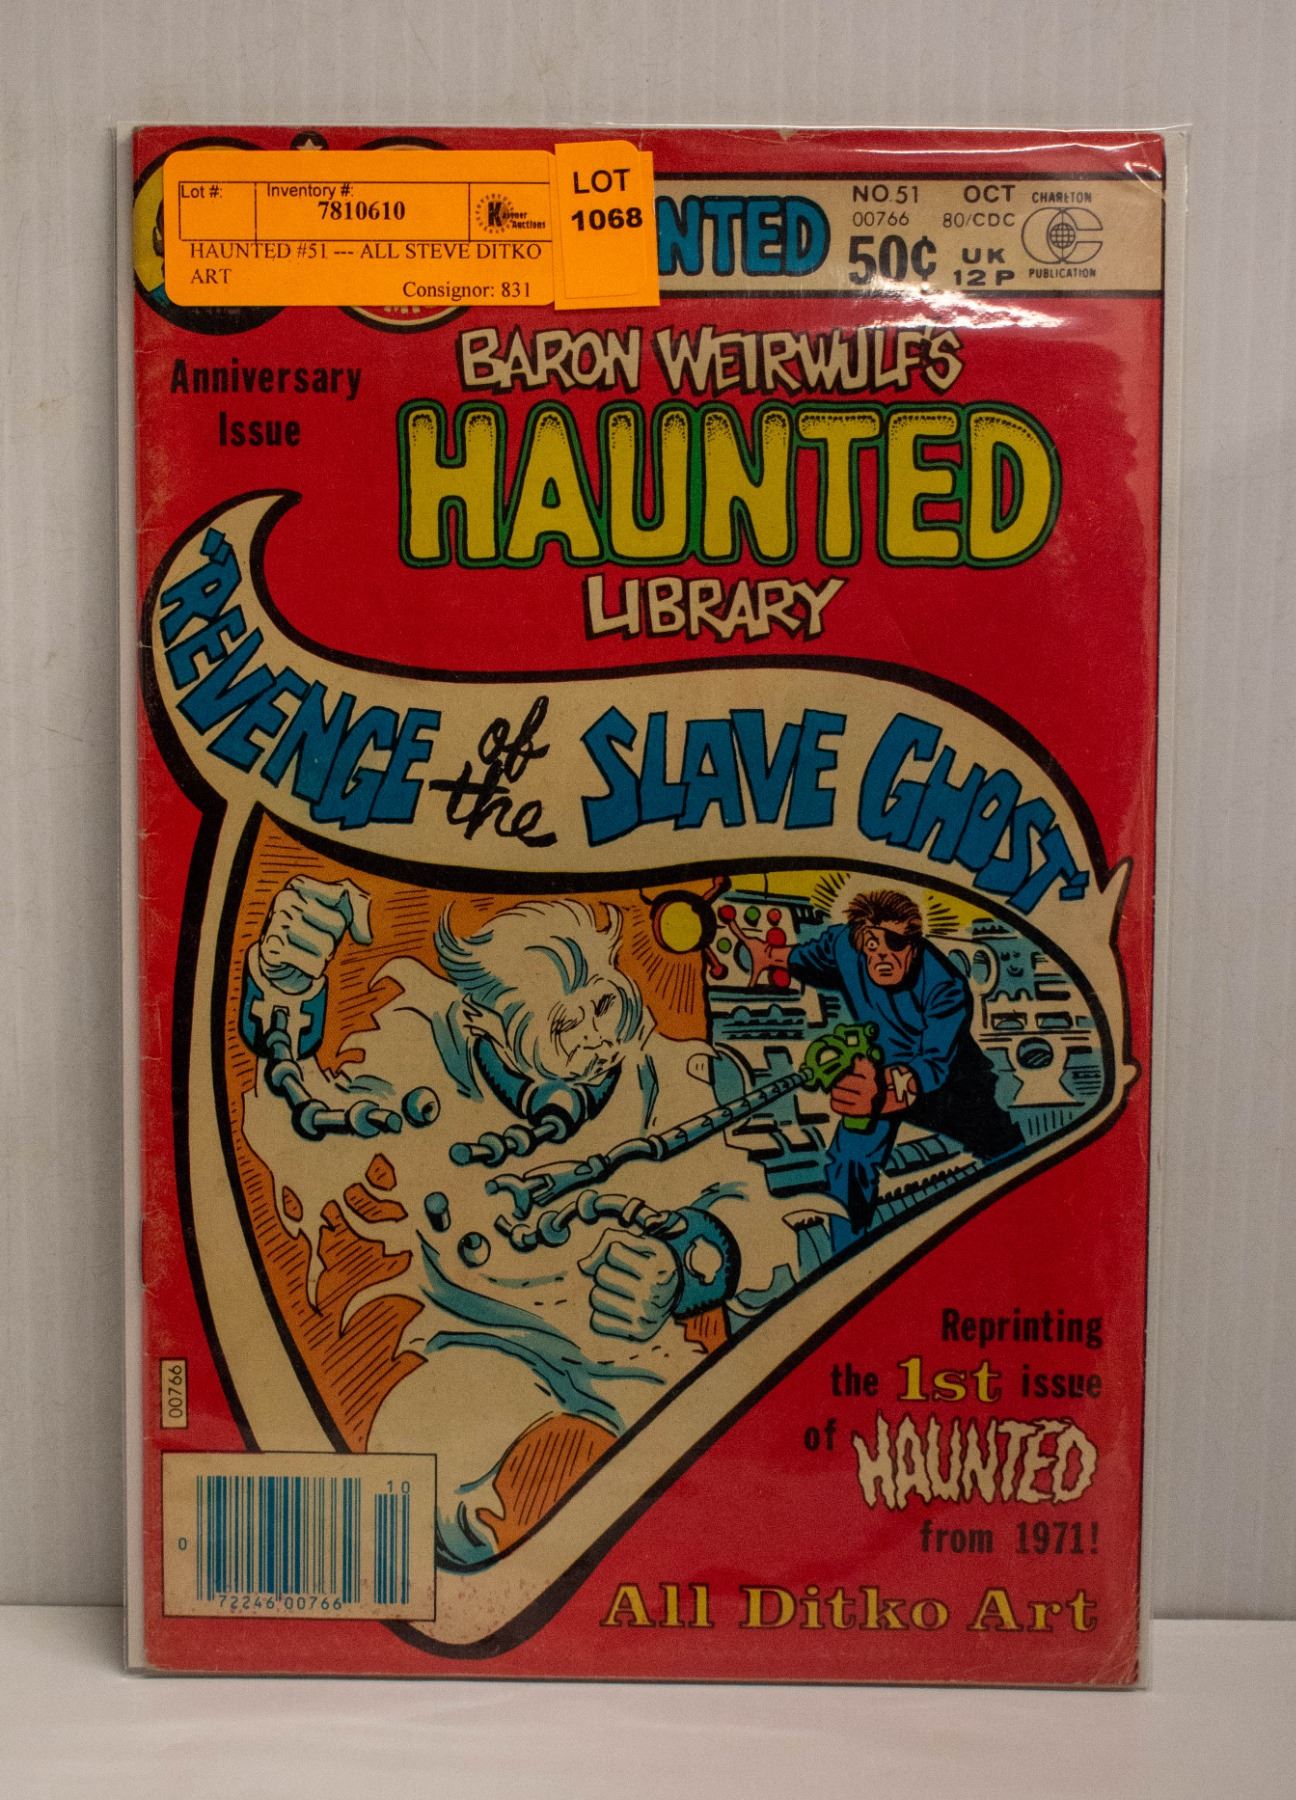 Lot #:
Inventory #:
7810610
Auctions
HAUNTED #51 --- ALL STEVE DITKO
ART
Consignor: 831
LOT
1068
NTED
NO.51 OCT
00766 80/CDC
50¢ UK
12P
CHARLTON
PUBLICATION
Anniversary
Issue
BARON WEIRWULF'S
HAUNTED
LIBRARY
"REVENGE of the SLAVE GHOST"
Reprinting
the 1st issue
of HAUNTED
from 1971!
All Ditko Art
00766
10
0
72246 00766